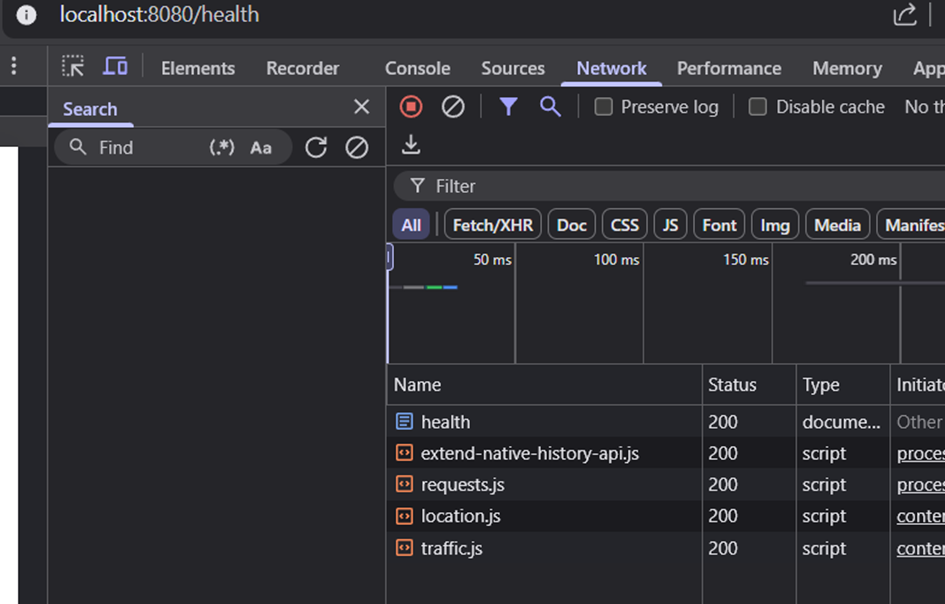 localhost:8080/health
Elements Recorder Console Sources Network Performance Memory App
Search
Preserve log Disable cache No th
Find (.*) Aa
Filter
All Fetch/XHR Doc CSS JS Font Img Media Manifes
50 ms 100 ms 150 ms 200 ms
Name Status Type Initiato
health 200 docume... Other
extend-native-history-api.js 200 script proces
requests.js 200 script proces
location.js 200 script conten
traffic.js 200 script conten